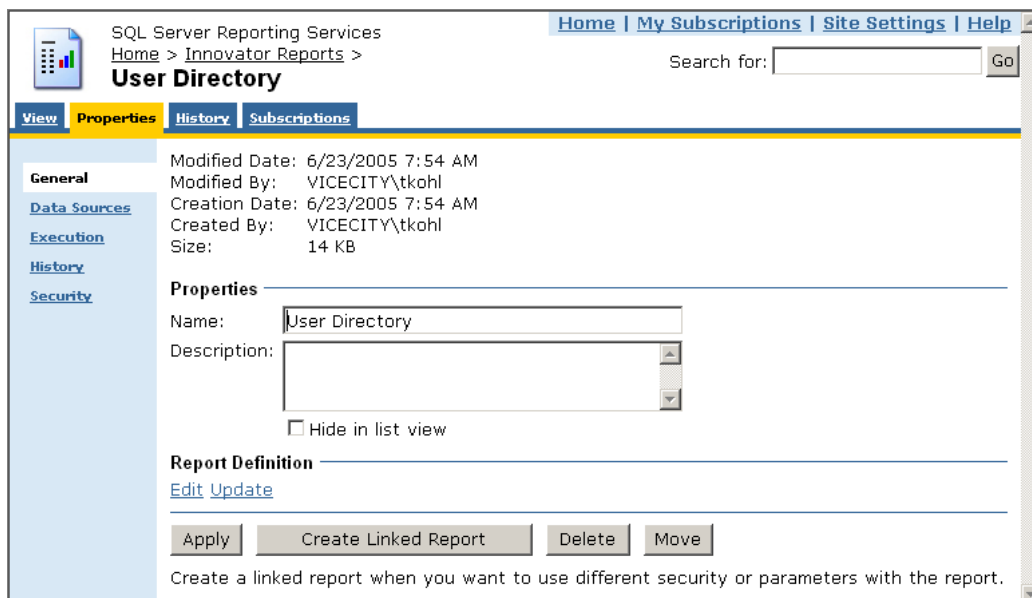 SQL Server Reporting Services
Home | My Subscriptions | Site Settings | Help
Home > Innovator Reports >
User Directory
Search for:
Go
View Properties History Subscriptions
General
Data Sources
Execution
History
Security
Modified Date: 6/23/2005 7:54 AM
Modified By: VICECITY\tkohl
Creation Date: 6/23/2005 7:54 AM
Created By: VICECITY\tkohl
Size: 14 KB
Properties
Name: User Directory
Description:
Hide in list view
Report Definition
Edit Update
Apply Create Linked Report Delete Move
Create a linked report when you want to use different security or parameters with the report.